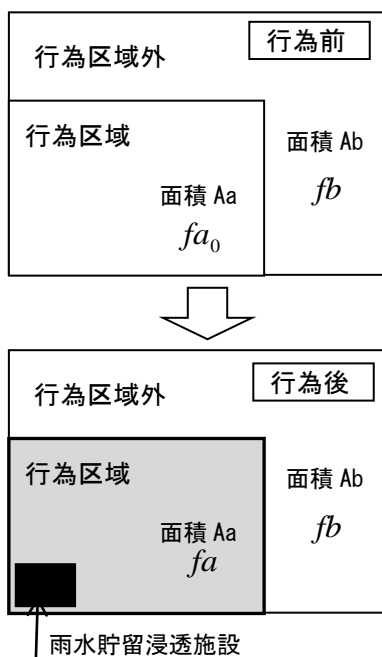 行為前
行為区域外
行為区域
面積 Ab
fb
面積 Aa
fa₀
行為後
行為区域外
行為区域
面積 Ab
fb
面積 Aa
fa
雨水貯留浸透施設